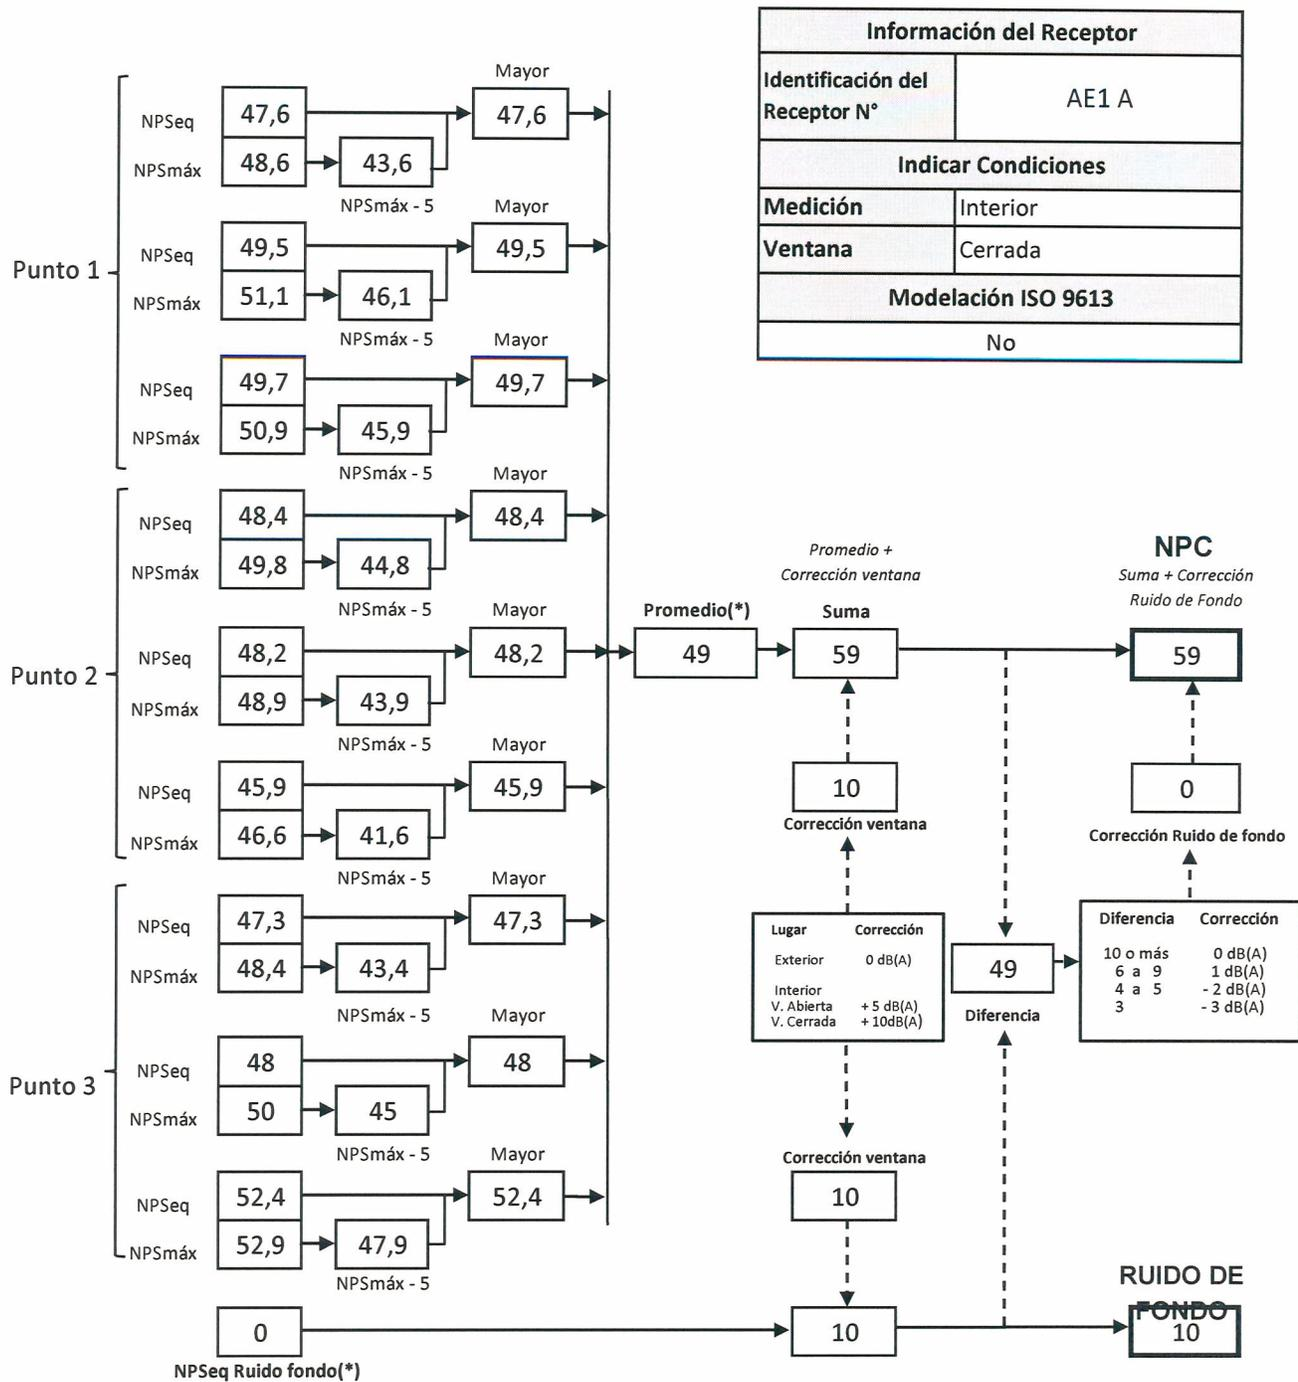 Información del Receptor
Identificación del Receptor N° AE1 A
Indicar Condiciones
Medición Interior
Ventana Cerrada
Modelación ISO 9613
No
Punto 1
Mayor
NPSeq 47,6 47,6
NPSmáx 48,6 43,6
NPSmáx - 5
Mayor
NPSeq 49,5 49,5
NPSmáx 51,1 46,1
NPSmáx - 5
Mayor
NPSeq 49,7 49,7
NPSmáx 50,9 45,9
NPSmáx - 5
Punto 2
Mayor
NPSeq 48,4 48,4
NPSmáx 49,8 44,8
NPSmáx - 5
Mayor
NPSeq 48,2 48,2
NPSmáx 48,9 43,9
NPSmáx - 5
Mayor
NPSeq 45,9 45,9
NPSmáx 46,6 41,6
NPSmáx - 5
Punto 3
Mayor
NPSeq 47,3 47,3
NPSmáx 48,4 43,4
NPSmáx - 5
Mayor
NPSeq 48 48
NPSmáx 50 45
NPSmáx - 5
Mayor
NPSeq 52,4 52,4
NPSmáx 52,9 47,9
NPSmáx - 5
0
NPSeq Ruido fondo(*)
Promedio(*)
49
Promedio +
Corrección ventana
Suma
59
10
Corrección ventana
Lugar Corrección
Exterior 0 dB(A)
Interior
V. Abierta + 5 dB(A)
V. Cerrada + 10dB(A)
Corrección ventana
10
10
49
Diferencia
NPC
Suma + Corrección
Ruido de Fondo
59
0
Corrección Ruido de fondo
Diferencia Corrección
10 o más 0 dB(A)
6 a 9 1 dB(A)
4 a 5 - 2 dB(A)
3 - 3 dB(A)
RUIDO DE
FONDO
10